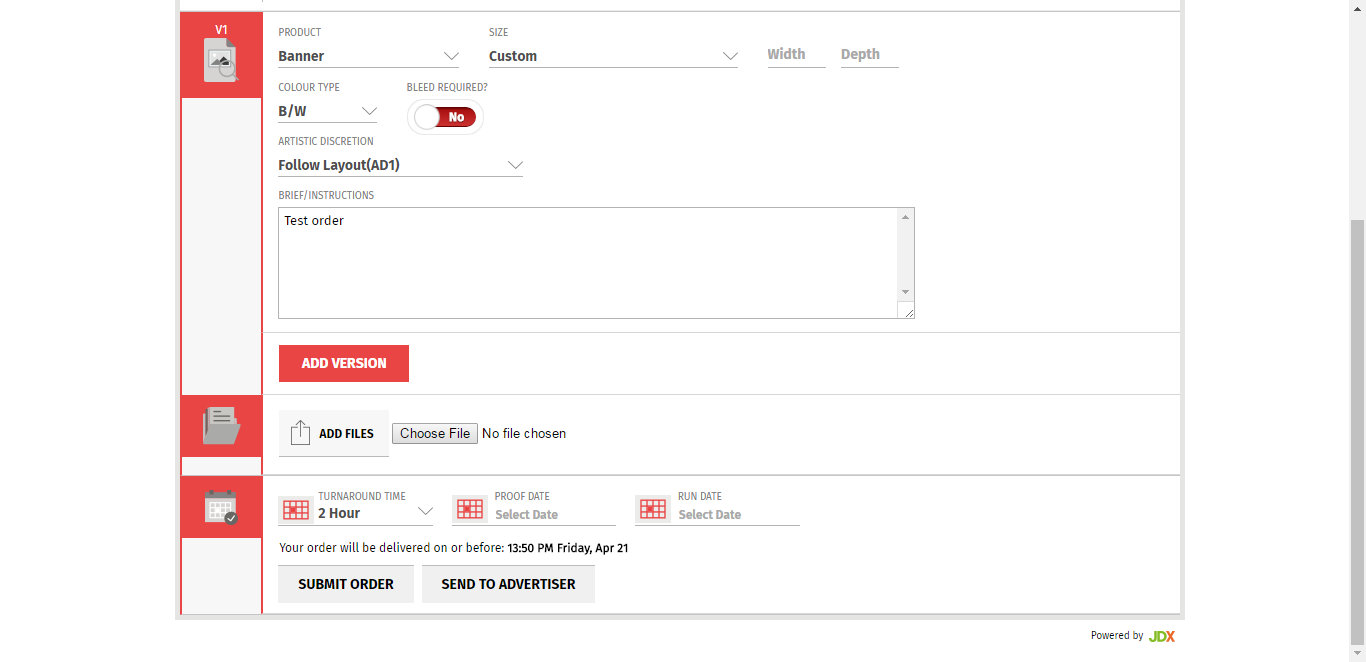 V1
PRODUCT SIZE
Banner Custom Width Depth
COLOUR TYPE BLEED REQUIRED?
B/W No
ARTISTIC DISCRETION
Follow Layout(AD1)
BRIEF/INSTRUCTIONS
Test order
ADD VERSION
ADD FILES Choose File No file chosen
TURNAROUND TIME PROOF DATE RUN DATE
2 Hour Select Date Select Date
Your order will be delivered on or before: 13:50 PM Friday, Apr 21
SUBMIT ORDER SEND TO ADVERTISER
Powered by JDX